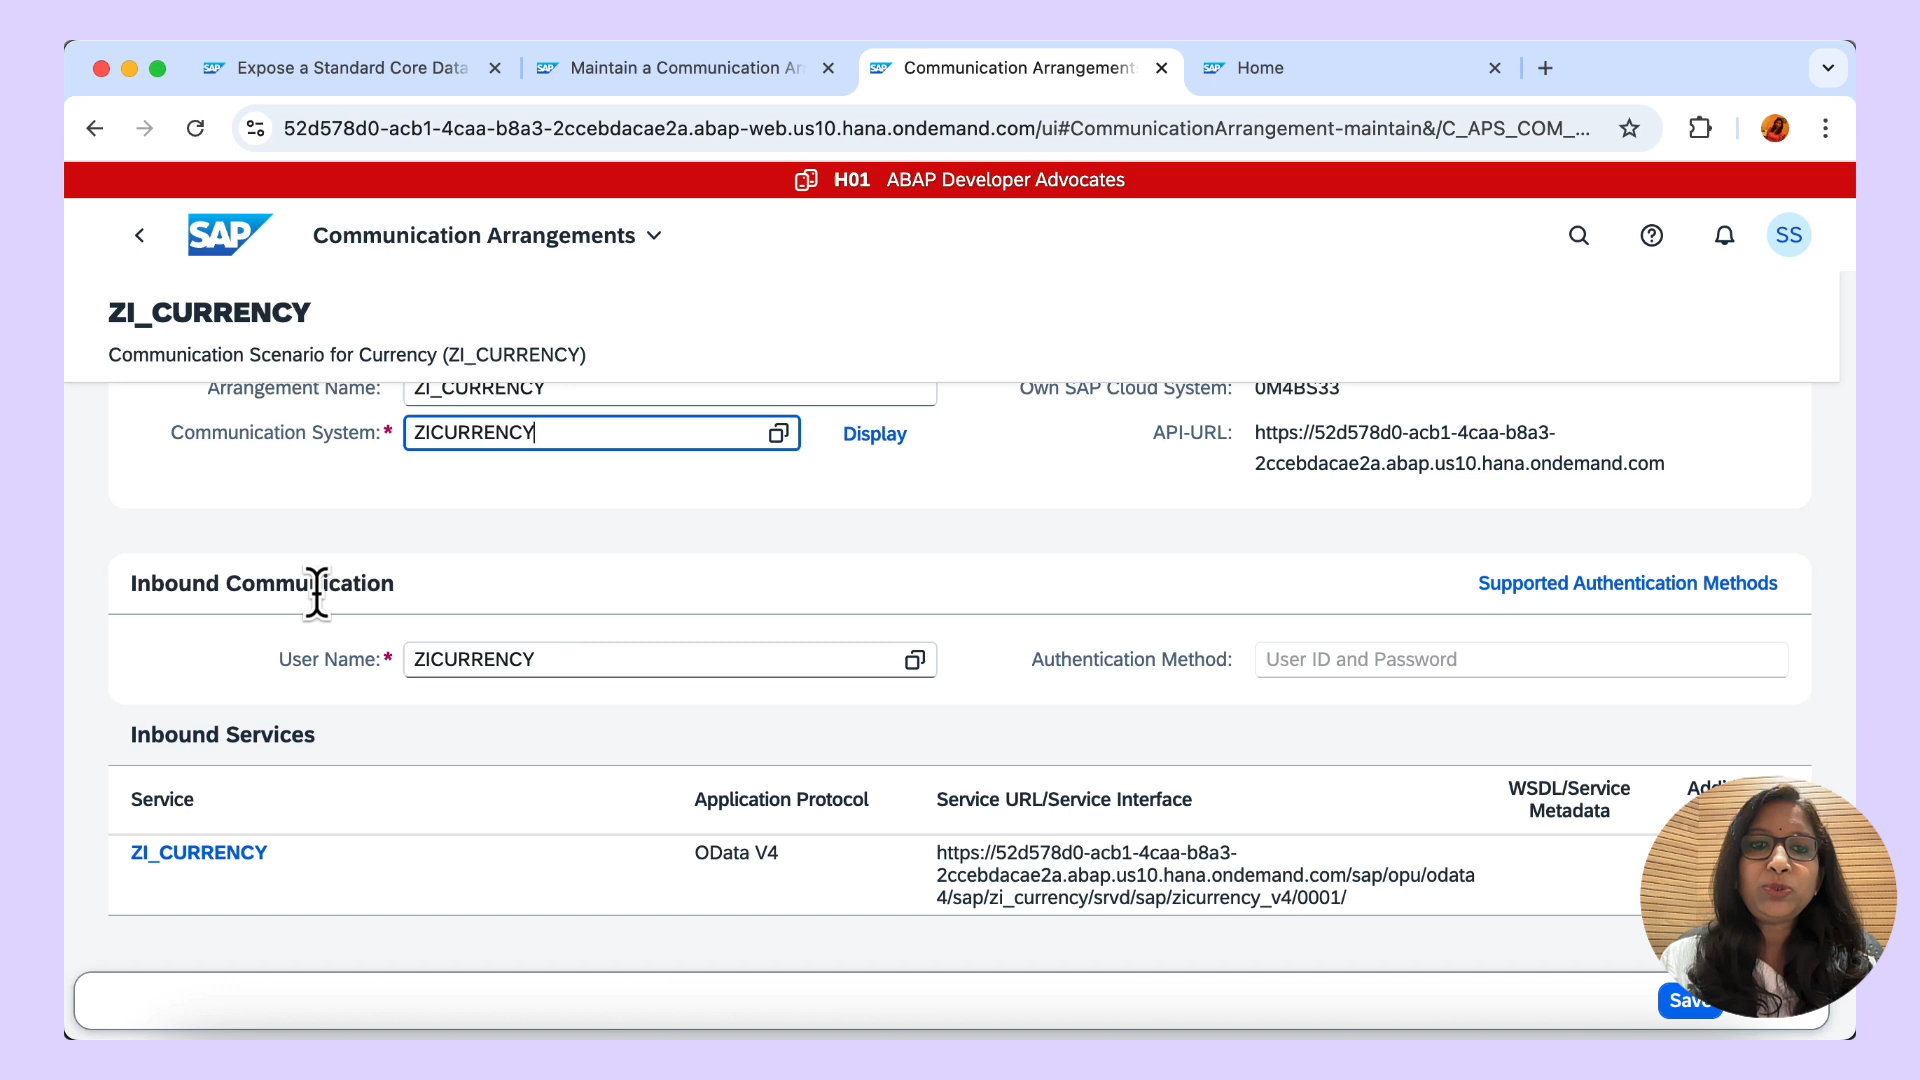 Expose a Standard Core Data
Maintain a Communication Ar
Communication Arrangement
Home
52d578d0-acb1-4caa-b8a3-2ccebdacae2a.abap-web.us10.hana.ondemand.com/ui#CommunicationArrangement-maintain&/C_APS_COM_...
H01 ABAP Developer Advocates
SAP
Communication Arrangements
SS
ZI_CURRENCY
Communication Scenario for Currency (ZI_CURRENCY)
Arrangement Name: ZI_CURRENCY
Own SAP Cloud System: 0M4BS33
Communication System:* ZICURRENCY Display
API-URL: https://52d578d0-acb1-4caa-b8a3-
2ccebdacae2a.abap.us10.hana.ondemand.com
Inbound Communication
Supported Authentication Methods
User Name:* ZICURRENCY
Authentication Method: User ID and Password
Inbound Services
Service
Application Protocol
Service URL/Service Interface
WSDL/Service
Metadata
ZI_CURRENCY
OData V4
https://52d578d0-acb1-4caa-b8a3-
2ccebdacae2a.abap.us10.hana.ondemand.com/sap/opu/odata
4/sap/zi_currency/srvd/sap/zicurrency_v4/0001/
Save